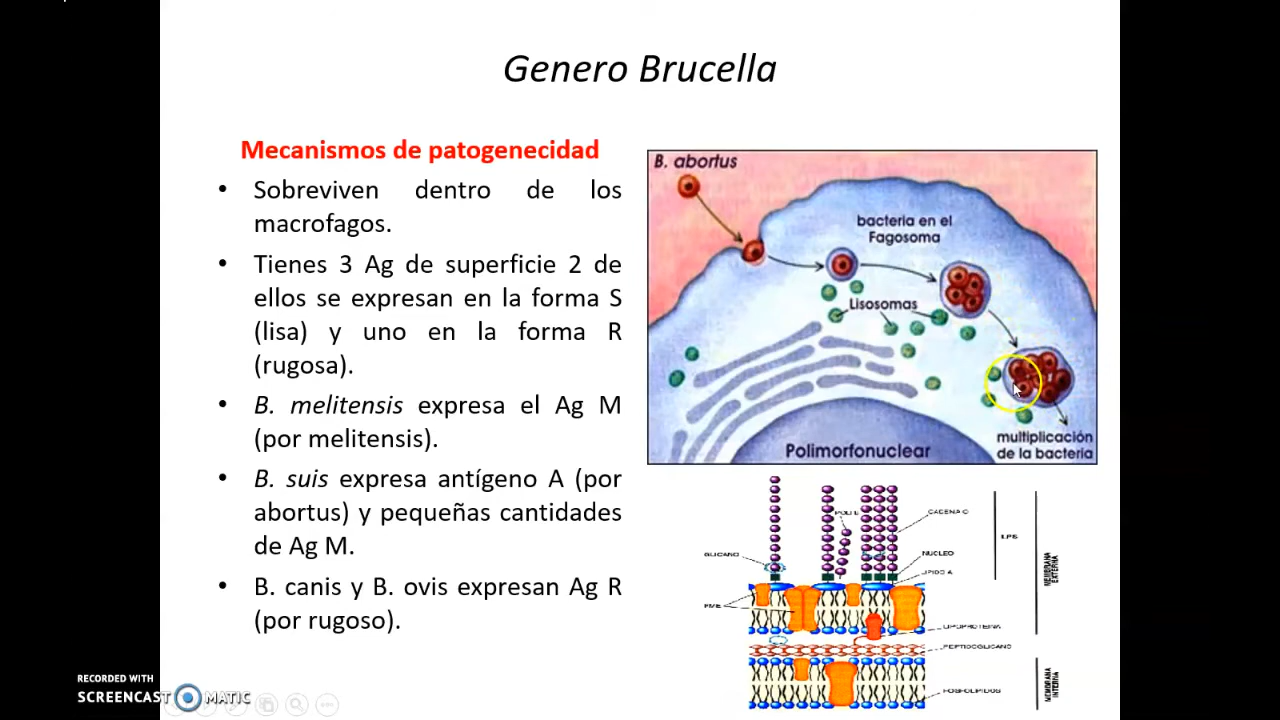 Genero Brucella
Mecanismos de patogenecidad
• Sobreviven dentro de los
macrofagos.
• Tienes 3 Ag de superficie 2 de
ellos se expresan en la forma S
(lisa) y uno en la forma R
(rugosa).
• B. melitensis expresa el Ag M
(por melitensis).
• B. suis expresa antígeno A (por
abortus) y pequeñas cantidades
de Ag M.
• B. canis y B. ovis expresan Ag R
(por rugoso).
B. abortus
bacteria en el
Fagosoma
Lisosomas
multiplicación
de la bacteria
Polimorfonuclear
POLI B
CADENA O
LPS
GLICANO
NUCLEO
LIPIDO A
PME
LIPOPROTEINA
PEPTIDOGLICANO
FOSFOLIPIDOS
MEMBRANA
EXTERNA
MEMBRANA
INTERNA
RECORDED WITH
SCREENCAST MATIC